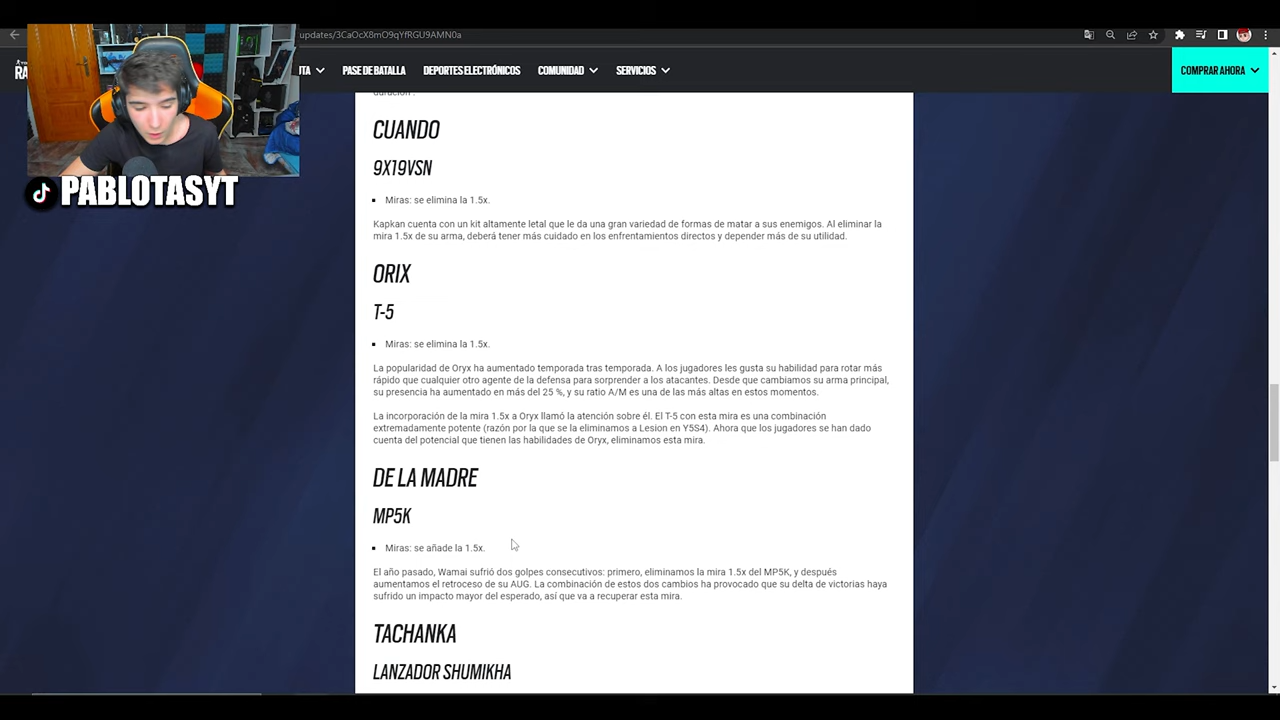 updates/3CaOcX8mO9qYfRGU9AMN0a
PASE DE BATALLA
DEPORTES ELECTRÓNICOS
COMUNIDAD
SERVICIOS
COMPRAR AHORA
PABLOTASYT
duración .
CUANDO
9X19VSN
Miras: se elimina la 1.5x.
Kapkan cuenta con un kit altamente letal que le da una gran variedad de formas de matar a sus enemigos. Al eliminar la
mira 1.5x de su arma, deberá tener más cuidado en los enfrentamientos directos y depender más de su utilidad.
ORIX
T-5
Miras: se elimina la 1.5x.
La popularidad de Oryx ha aumentado temporada tras temporada. A los jugadores les gusta su habilidad para rotar más
rápido que cualquier otro agente de la defensa para sorprender a los atacantes. Desde que cambiamos su arma principal,
su presencia ha aumentado en más del 25 %, y su ratio A/M es una de las más altas en estos momentos.
La incorporación de la mira 1.5x a Oryx llamó la atención sobre él. El T-5 con esta mira es una combinación
extremadamente potente (razón por la que se la eliminamos a Lesion en Y5S4). Ahora que los jugadores se han dado
cuenta del potencial que tienen las habilidades de Oryx, eliminamos esta mira.
DE LA MADRE
MP5K
Miras: se añade la 1.5x.
El año pasado, Wamai sufrió dos golpes consecutivos: primero, eliminamos la mira 1.5x del MP5K, y después
aumentamos el retroceso de su AUG. La combinación de estos dos cambios ha provocado que su delta de victorias haya
sufrido un impacto mayor del esperado, así que va a recuperar esta mira.
TACHANKA
LANZADOR SHUMIKHA